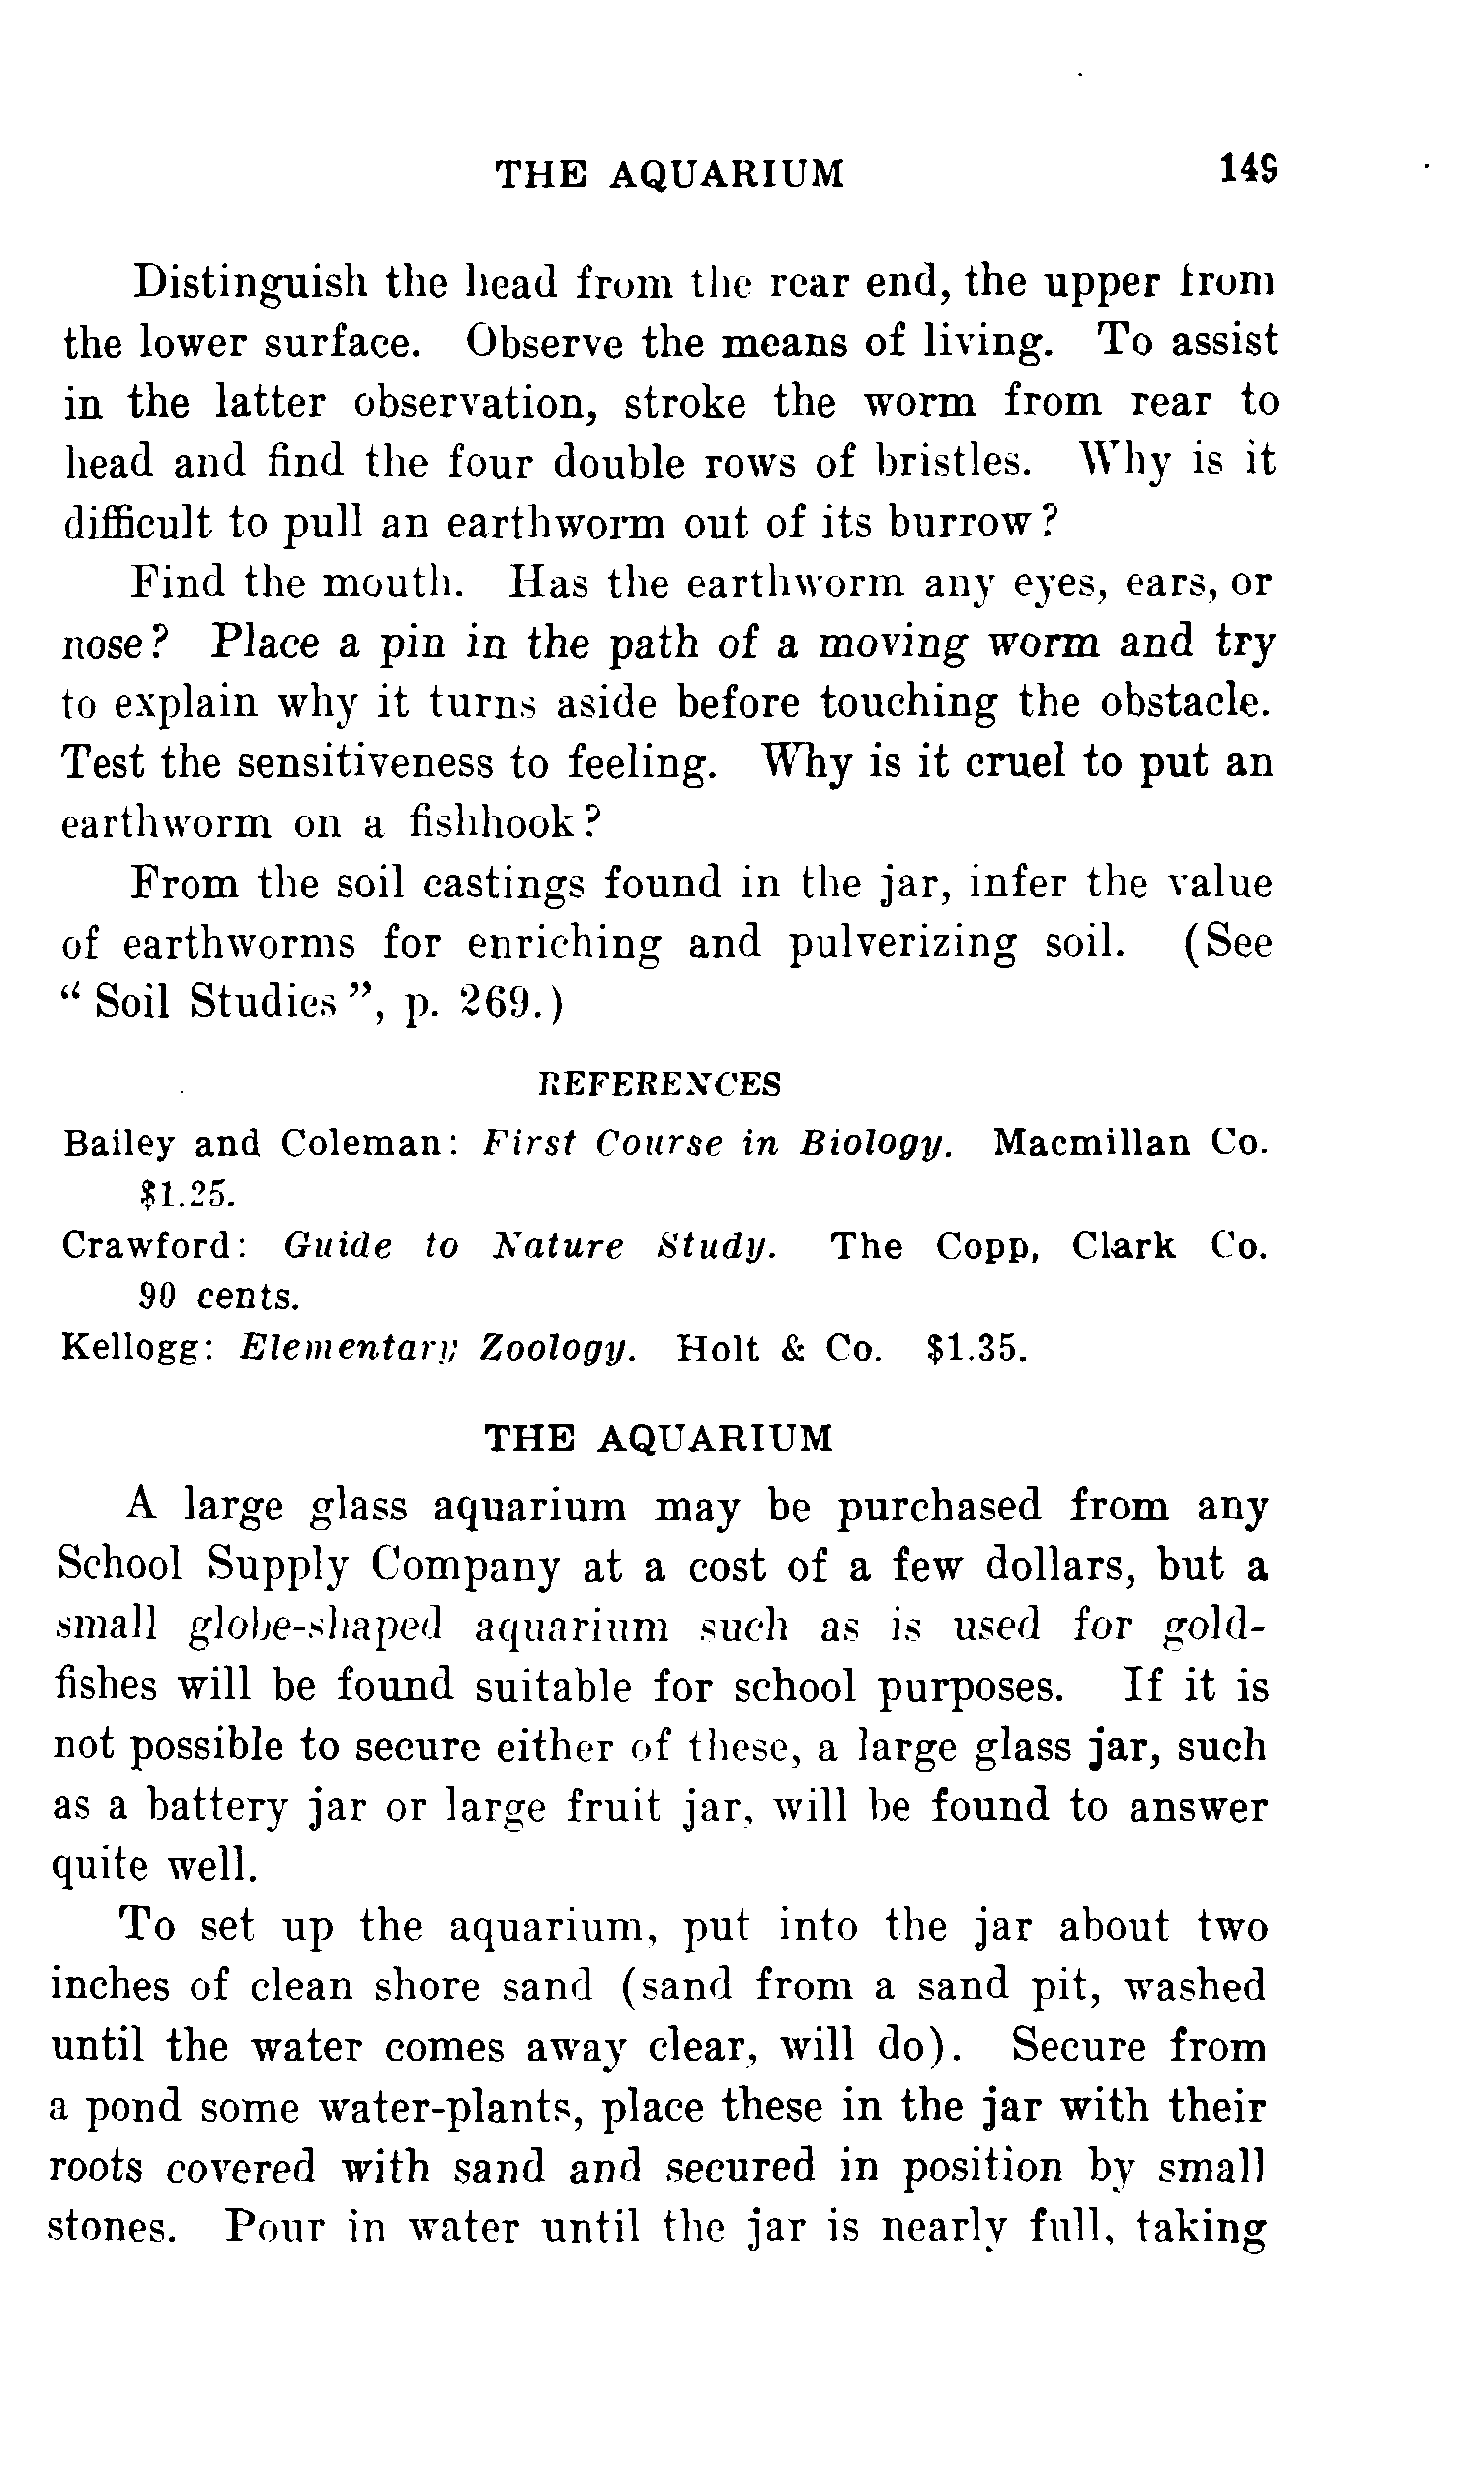 THE AQUARIUM 149
Distinguish the head from the rear end, the upper from
the lower surface. Observe the means of living. To assist
in the latter observation, stroke the worm from rear to
head and find the four double rows of bristles. Why is it
difficult to pull an earthworm out of its burrow?
Find the mouth. Has the earthworm any eyes, ears, or
nose? Place a pin in the path of a moving worm and try
to explain why it turns aside before touching the obstacle.
Test the sensitiveness to feeling. Why is it cruel to put an
earthworm on a fishhook?
From the soil castings found in the jar, infer the value
of earthworms for enriching and pulverizing soil. (See
"Soil Studies", p. 269.)
REFERENCES
Bailey and Coleman: First Course in Biology. Macmillan Co.
$1.25.
Crawford: Guide to Nature Study. The Copp, Clark Co.
90 cents.
Kellogg: Elementary Zoology. Holt & Co. $1.35.
THE AQUARIUM
A large glass aquarium may be purchased from any
School Supply Company at a cost of a few dollars, but a
small globe-shaped aquarium such as is used for gold-
fishes will be found suitable for school purposes. If it is
not possible to secure either of these, a large glass jar, such
as a battery jar or large fruit jar, will be found to answer
quite well.
To set up the aquarium, put into the jar about two
inches of clean shore sand (sand from a sand pit, washed
until the water comes away clear, will do). Secure from
a pond some water-plants, place these in the jar with their
roots covered with sand and secured in position by small
stones. Pour in water until the jar is nearly full, taking